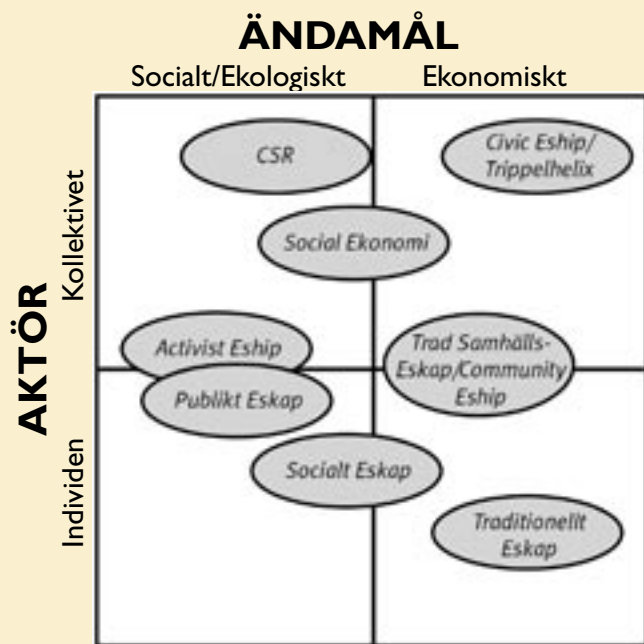 ÄNDAMÅL
Socialt/Ekologiskt
Ekonomiskt
AKTÖR
Kollektivet
Individen
CSR
Civic Eship/
Trippelhelix
Social Ekonomi
Activist Eship
Trad Samhälls-
Eskap/Community
Eship
Publikt Eskap
Socialt Eskap
Traditionellt
Eskap